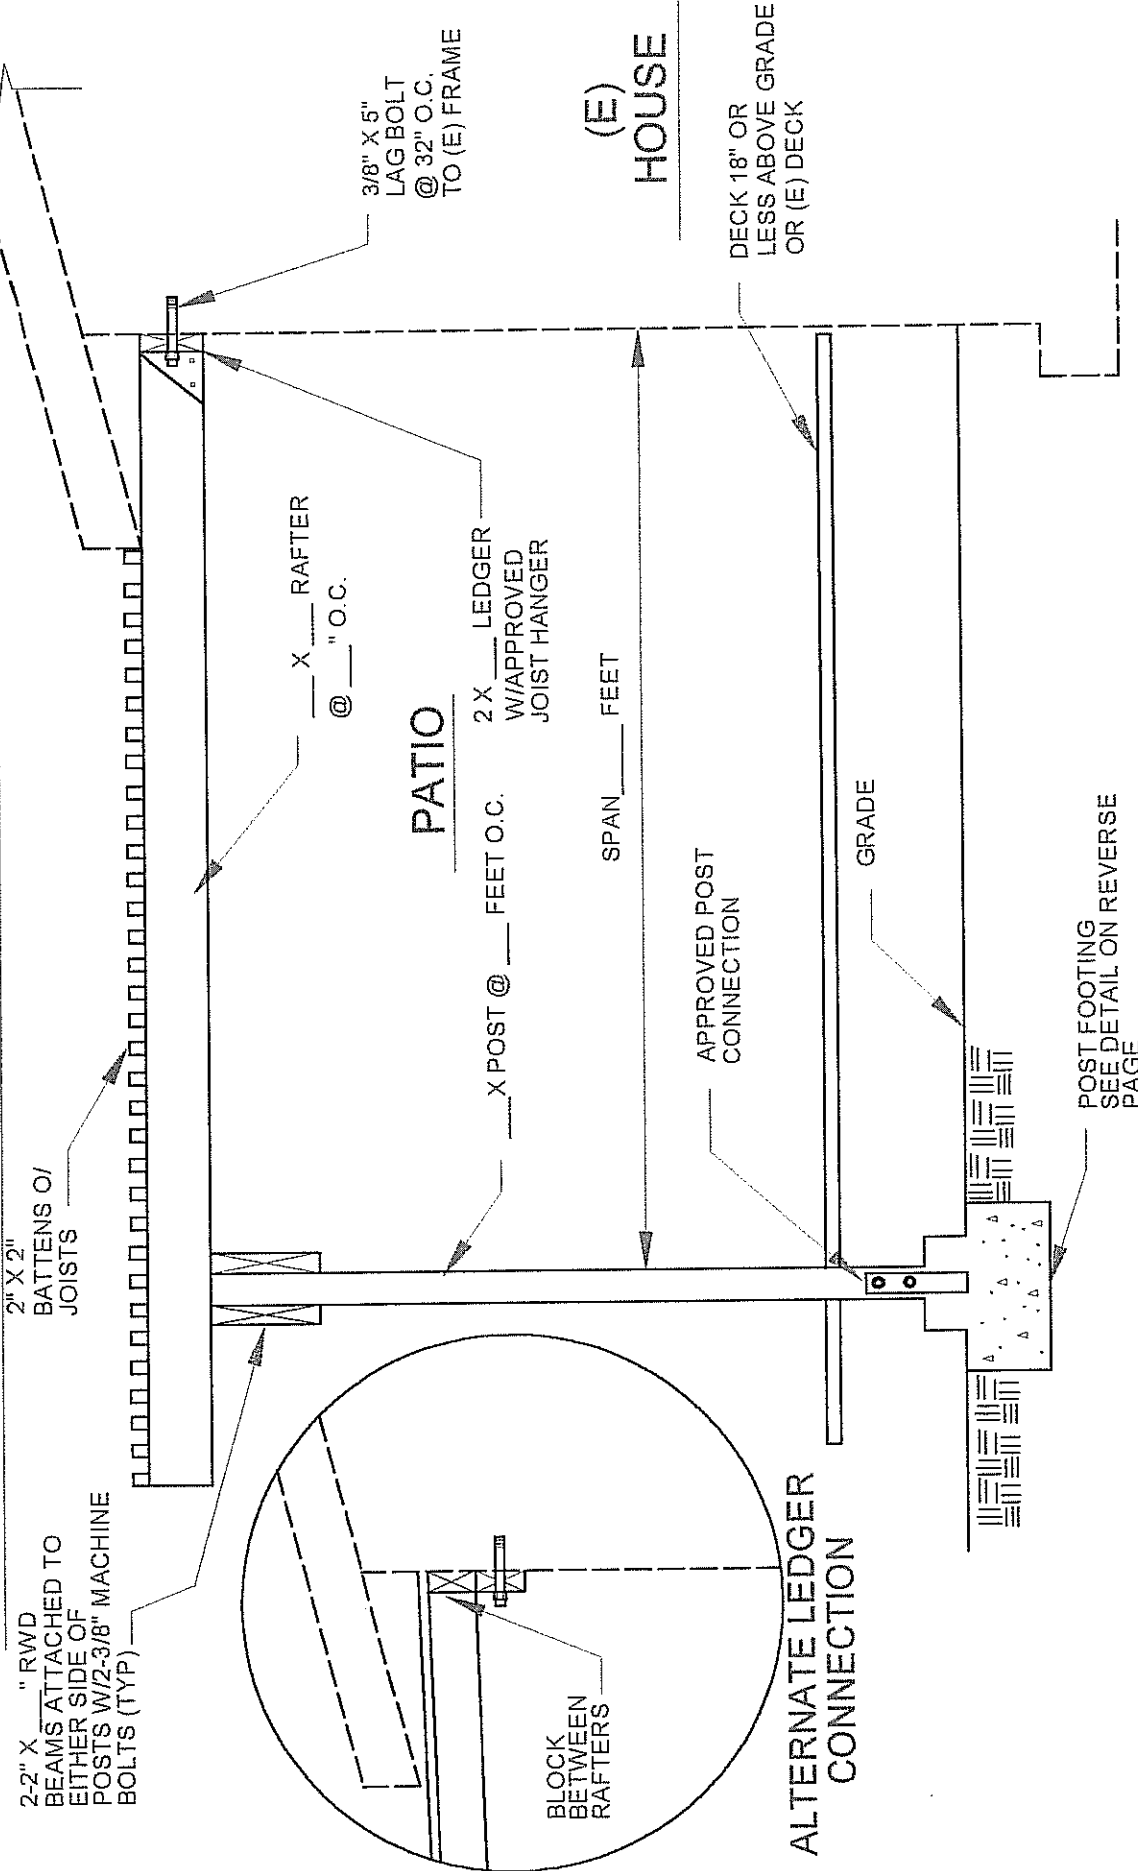 2-2" X ___" RWD
BEAMS ATTACHED TO
EITHER SIDE OF
POSTS W/2-3/8" MACHINE
BOLTS (TYP)
2" X 2"
BATTENS O/
JOISTS
3/8" X 5"
LAG BOLT
@ 32" O.C.
TO (E) FRAME
___ X ___ RAFTER
@ ___" O.C.
PATIO
2 X ___ LEDGER
W/APPROVED
JOIST HANGER
(E)
HOUSE
___ X POST @ ___ FEET O.C.
SPAN ___ FEET
DECK 18" OR
LESS ABOVE GRADE
OR (E) DECK
APPROVED POST
CONNECTION
GRADE
BLOCK
BETWEEN
RAFTERS
ALTERNATE LEDGER
CONNECTION
POST FOOTING
SEE DETAIL ON REVERSE
PAGE